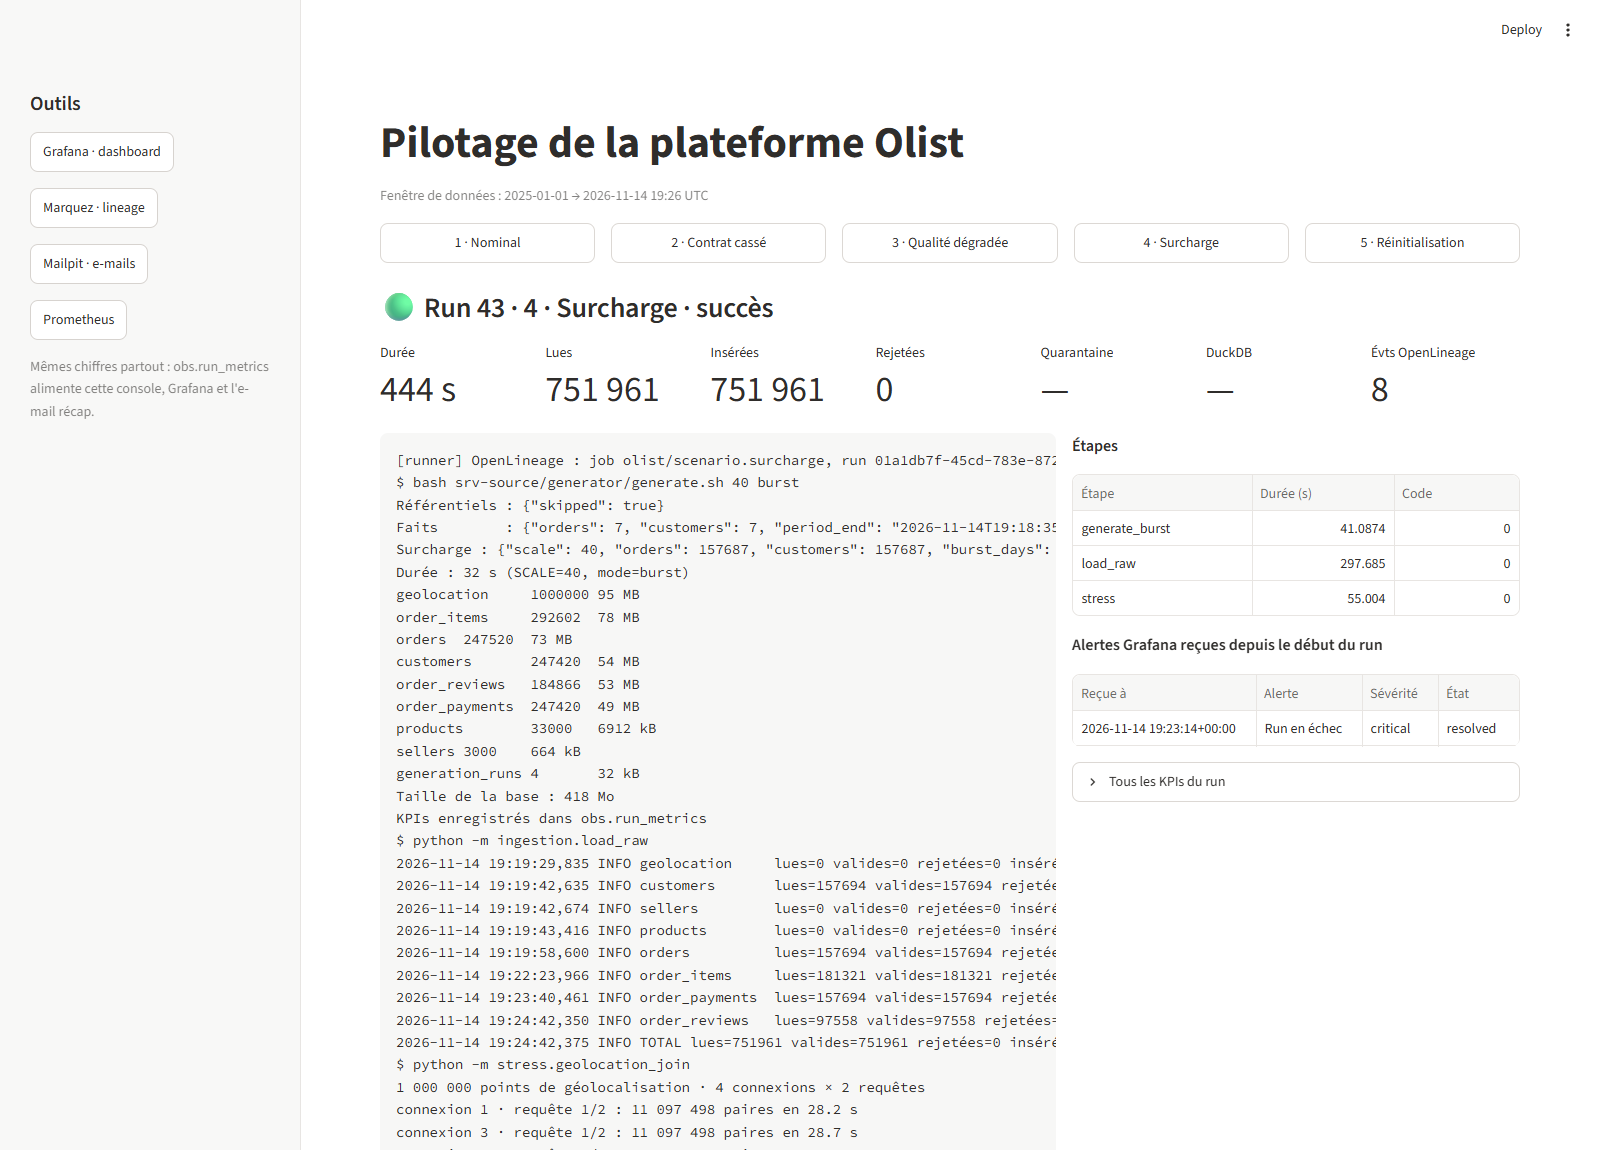 Deploy
Outils
Grafana · dashboard
Marquez · lineage
Mailpit · e-mails
Prometheus
Mêmes chiffres partout : obs.run_metrics
alimente cette console, Grafana et l'e-
mail récap.
Pilotage de la plateforme Olist
Fenêtre de données : 2025-01-01 → 2026-11-14 19:26 UTC
1 · Nominal
2 · Contrat cassé
3 · Qualité dégradée
4 · Surcharge
5 · Réinitialisation
Run 43 · 4 · Surcharge · succès
Durée
Lues
Insérées
Rejetées
Quarantaine
DuckDB
Évts OpenLineage
444 s
751 961
751 961
0
—
—
8
[runner] OpenLineage : job olist/scenario.surcharge, run 01a1db7f-45cd-783e-872
$ bash srv-source/generator/generate.sh 40 burst
Référentiels : {"skipped": true}
Faits        : {"orders": 7, "customers": 7, "period_end": "2026-11-14T19:18:35
Surcharge : {"scale": 40, "orders": 157687, "customers": 157687, "burst_days":
Durée : 32 s (SCALE=40, mode=burst)
geolocation     1000000 95 MB
order_items     292602  78 MB
orders  247520  73 MB
customers       247420  54 MB
order_reviews   184866  53 MB
order_payments  247420  49 MB
products        33000   6912 kB
sellers 3000    664 kB
generation_runs 4       32 kB
Taille de la base : 418 Mo
KPIs enregistrés dans obs.run_metrics
$ python -m ingestion.load_raw
2026-11-14 19:19:29,835 INFO geolocation     lues=0 valides=0 rejetées=0 inséré
2026-11-14 19:19:42,635 INFO customers       lues=157694 valides=157694 rejetée
2026-11-14 19:19:42,674 INFO sellers         lues=0 valides=0 rejetées=0 inséré
2026-11-14 19:19:43,416 INFO products        lues=0 valides=0 rejetées=0 inséré
2026-11-14 19:19:58,600 INFO orders          lues=157694 valides=157694 rejetée
2026-11-14 19:22:23,966 INFO order_items     lues=181321 valides=181321 rejetée
2026-11-14 19:23:40,461 INFO order_payments  lues=157694 valides=157694 rejetée
2026-11-14 19:24:42,350 INFO order_reviews   lues=97558 valides=97558 rejetées=
2026-11-14 19:24:42,375 INFO TOTAL lues=751961 valides=751961 rejetées=0 inséré
$ python -m stress.geolocation_join
1 000 000 points de géolocalisation · 4 connexions × 2 requêtes
connexion 1 · requête 1/2 : 11 097 498 paires en 28.2 s
connexion 3 · requête 1/2 : 11 097 498 paires en 28.7 s
Étapes
Étape Durée (s) Code
generate_burst 41.0874 0
load_raw 297.685 0
stress 55.004 0
Alertes Grafana reçues depuis le début du run
Reçue à Alerte Sévérité État
2026-11-14 19:23:14+00:00 Run en échec critical resolved
Tous les KPIs du run